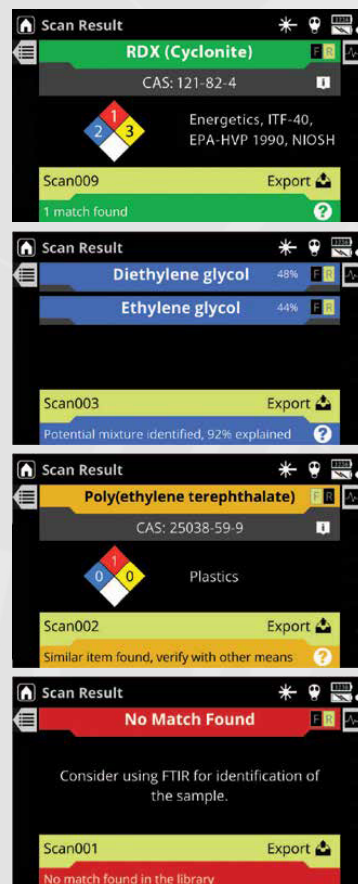 Scan Result
RDX (Cyclonite) F R
CAS: 121-82-4
1
2 3
Energetics, ITF-40,
EPA-HVP 1990, NIOSH
Scan009 Export
1 match found ?
Scan Result
Diethylene glycol 48% F R
Ethylene glycol 44% F R
Scan003 Export
Potential mixture identified, 92% explained ?
Scan Result
Poly(ethylene terephthalate) F R
CAS: 25038-59-9
1
0 0
Plastics
Scan002 Export
Similar item found, verify with other means ?
Scan Result
No Match Found F R
Consider using FTIR for identification of
the sample.
Scan001 Export
No match found in the library